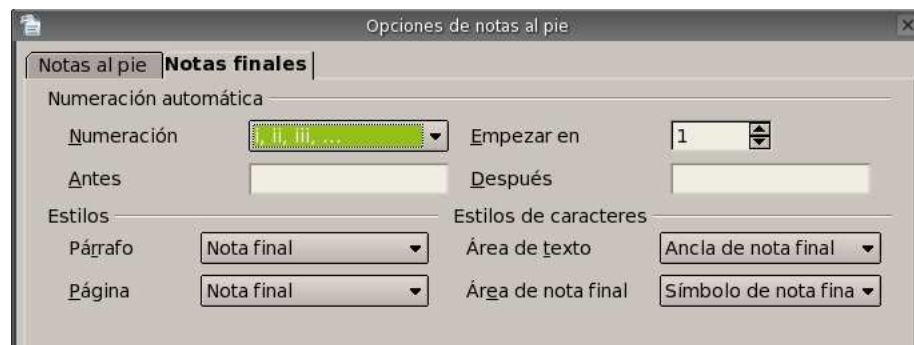 Opciones de notas al pie
Notas al pie Notas finales
Numeración automática
Numeración i, ii, iii, ... Empezar en 1
Antes Después
Estilos Estilos de caracteres
Párrafo Nota final Área de texto Ancla de nota final
Página Nota final Área de nota final Símbolo de nota fina